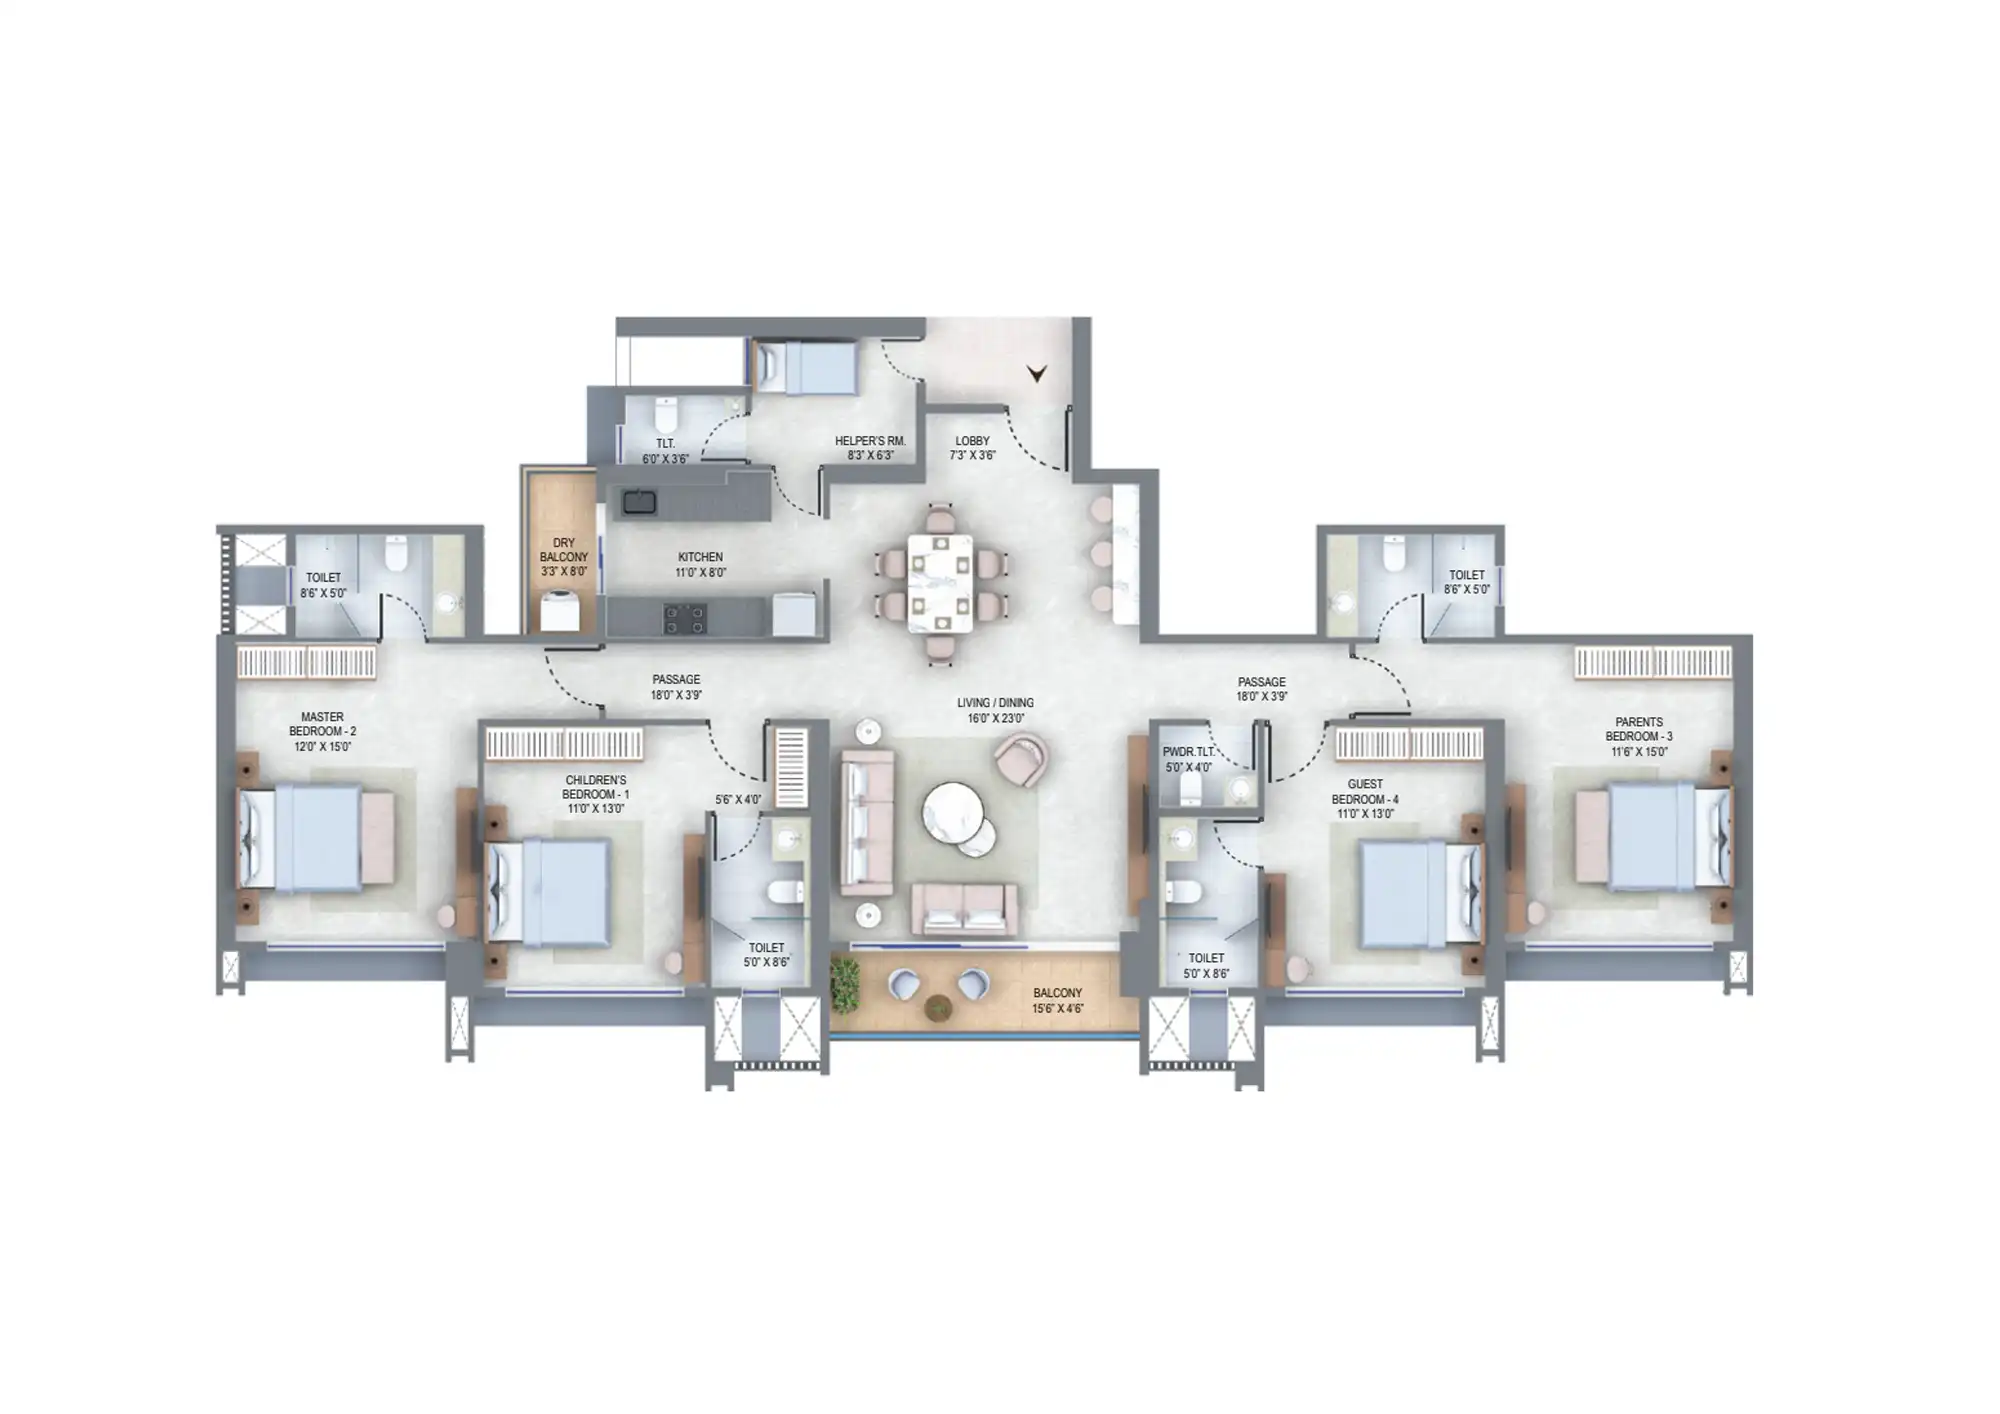 HELPER'S RM.
8'3" X 6'3"
LOBBY
7'3" X 3'6"
TLT.
6'0" X 3'6"
DRY
BALCONY
3'3" X 8'0"
KITCHEN
11'0" X 8'0"
TOILET
8'6" X 5'0"
TOILET
8'6" X 5'0"
PASSAGE
18'0" X 3'9"
LIVING / DINING
16'0" X 23'0"
PASSAGE
18'0" X 3'9"
MASTER
BEDROOM - 2
12'0" X 15'0"
PARENTS
BEDROOM - 3
11'6" X 15'0"
CHILDREN'S
BEDROOM - 1
11'0" X 13'0"
5'6" X 4'0"
PWDR.TLT.
5'0" X 4'0"
GUEST
BEDROOM - 4
11'0" X 13'0"
TOILET
5'0" X 8'6"
TOILET
5'0" X 8'6"
BALCONY
15'6" X 4'6"